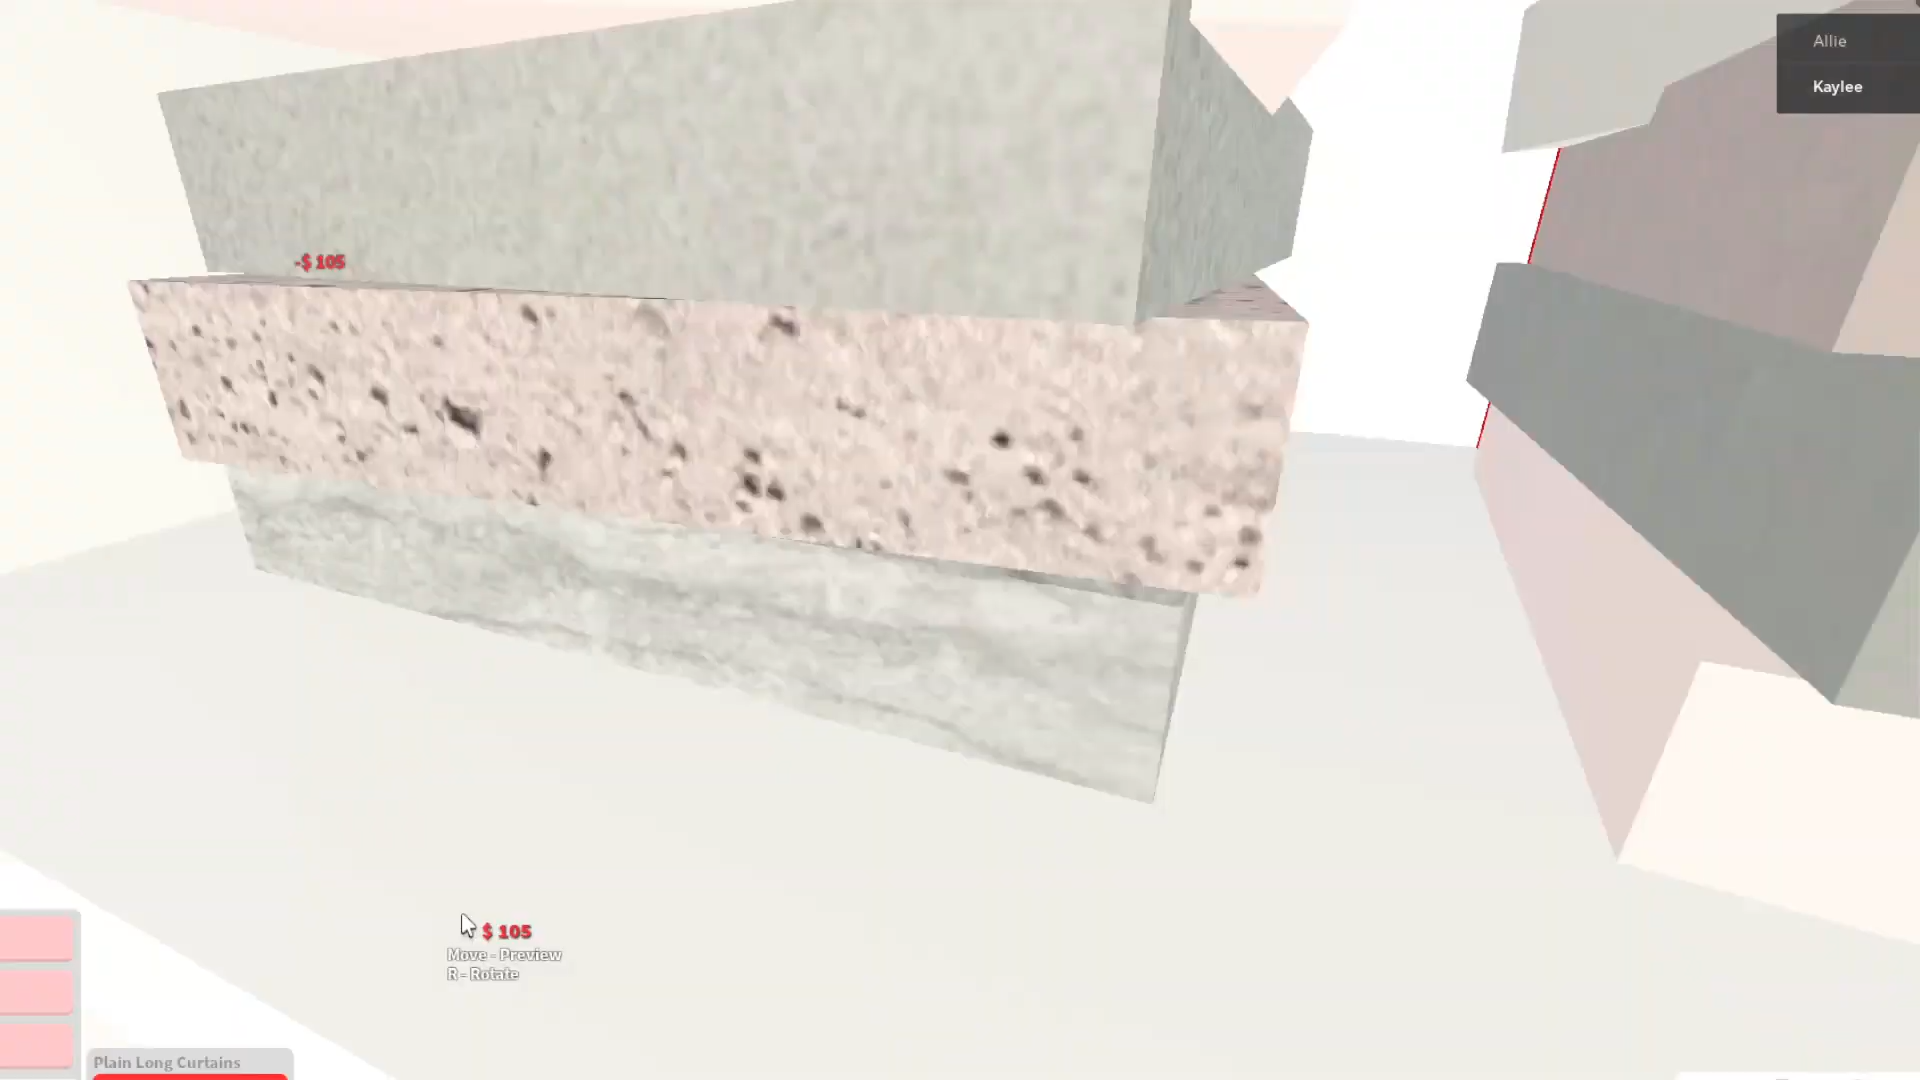 Allie
Kaylee
-$ 105
$ 105
Move - Preview
R - Rotate
Plain Long Curtains